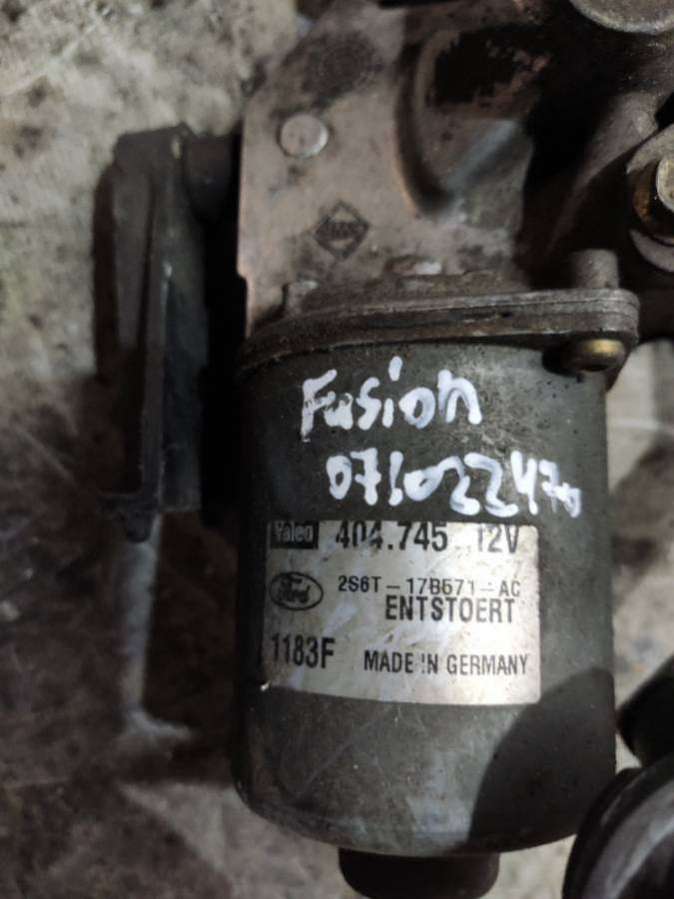 Fusion
071022470
Valeo 404.745 12V
Ford 2S6T-17B571-AC
ENTSTOERT
1183F MADE IN GERMANY